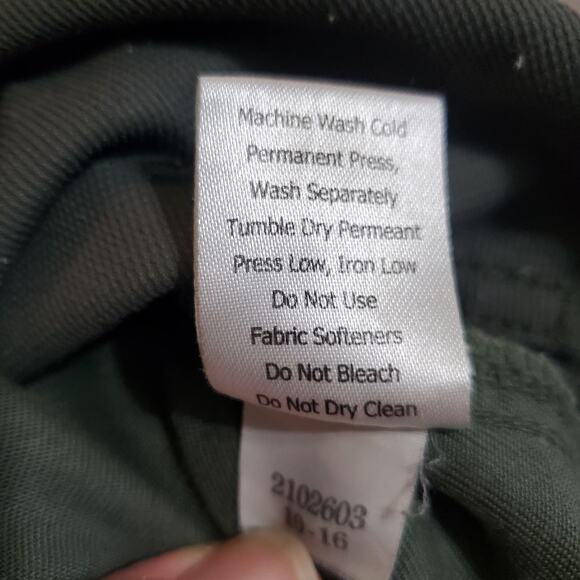 Machine Wash Cold
Permanent Press,
Wash Separately
Tumble Dry Permeant
Press Low, Iron Low
Do Not Use
Fabric Softeners
Do Not Bleach
Do Not Dry Clean
2102603
16